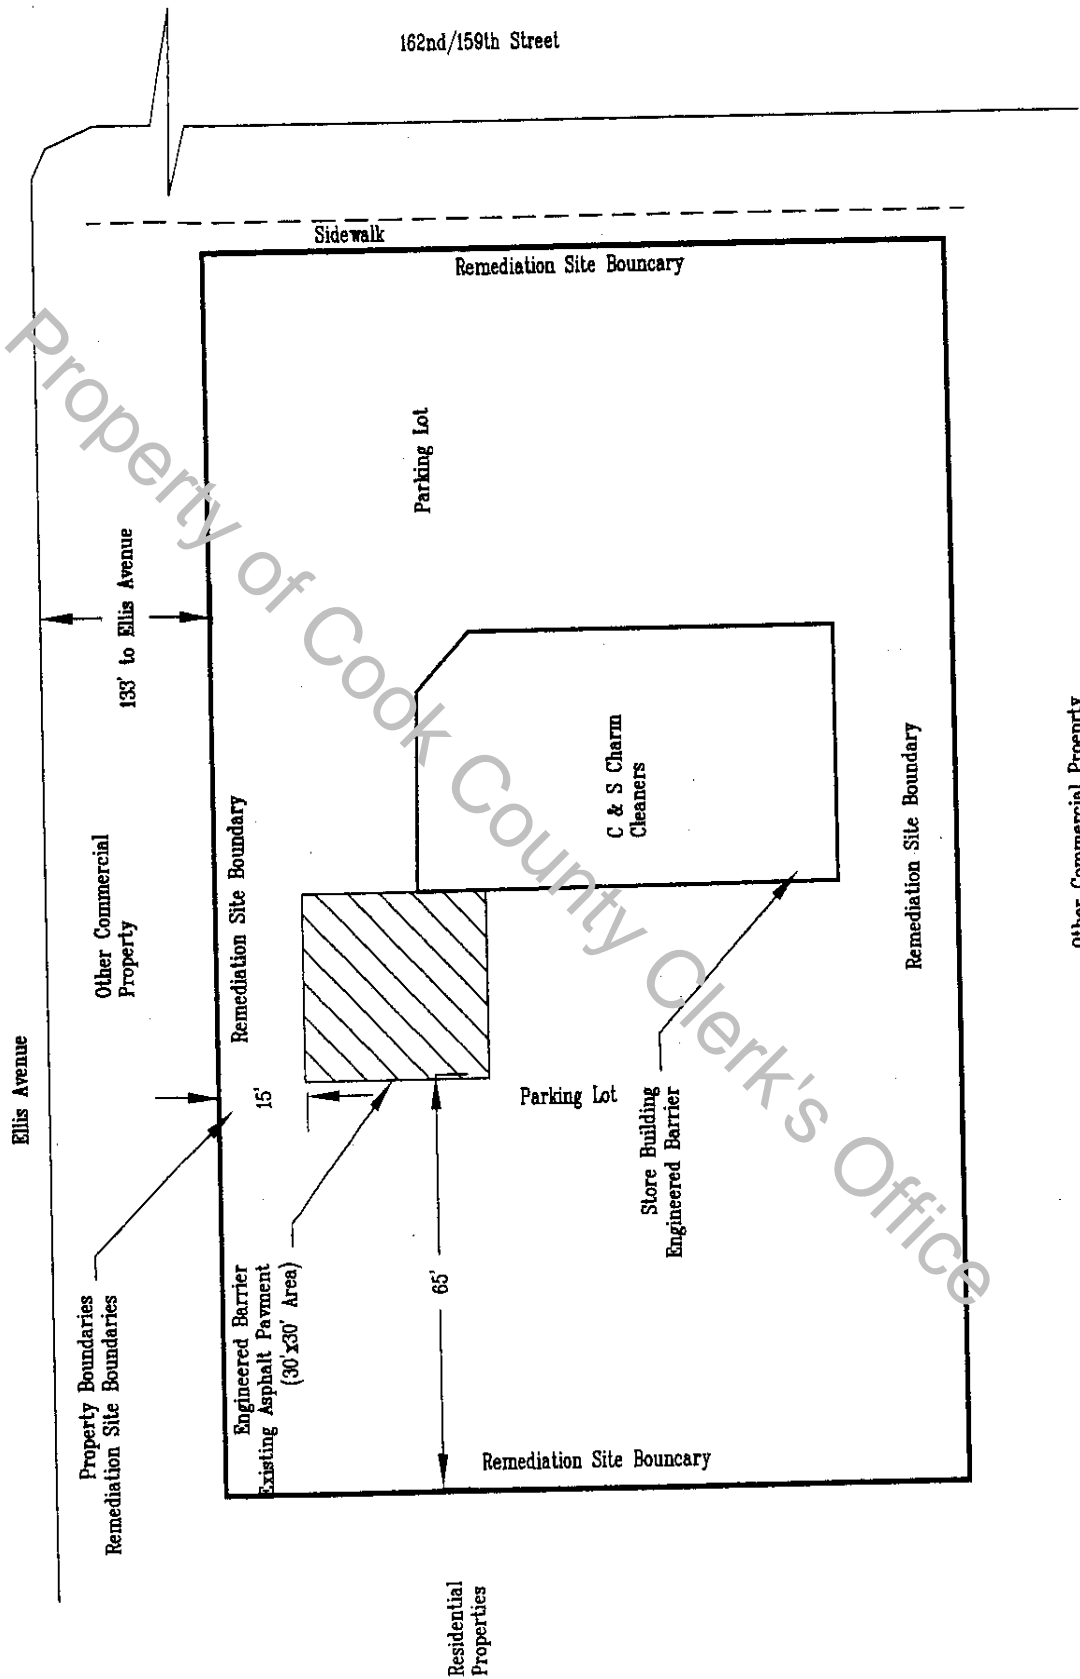 162nd/159th Street
Sidewalk
Remediation Site Bouncary
Parking Lot
133' to Ellis Avenue
Other Commercial
Property
Ellis Avenue
Remediation Site Boundary
C & S Charm
Cleaners
Remediation Site Boundary
Other Commercial Proeprty
15'
Parking Lot
Store Building
Engineered Barrier
65'
Property Boundaries
Remediation Site Boundaries
Engineered Barrier
Existing Asphalt Pavment
(30'x30' Area)
Remediation Site Bouncary
Residential
Properties
Property of Cook County Clerk's Office